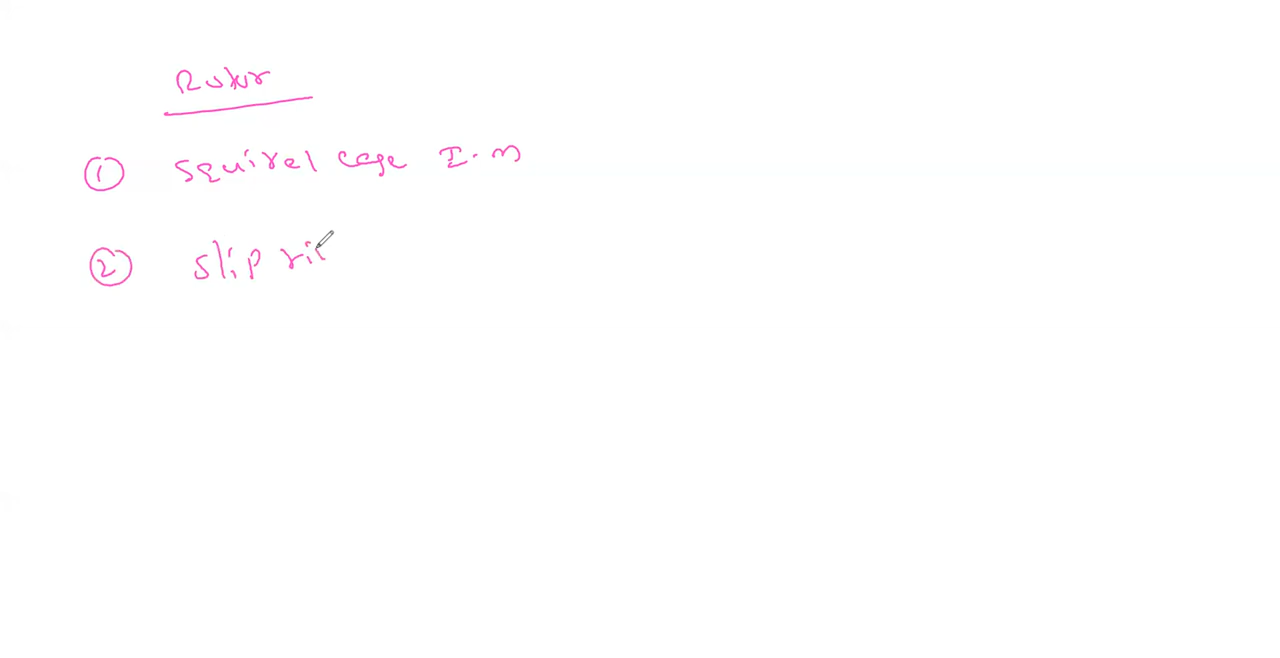 Rotor
① Squirel cage I.M
② Slip ri